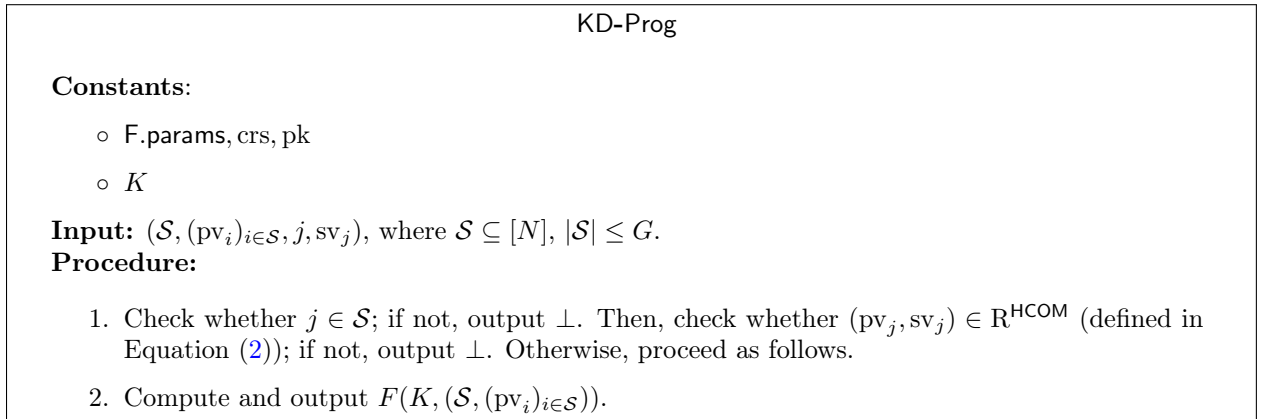 KD-Prog
Constants:
∘ F.params, crs, pk
∘ K
Input: (𝒮, (pv_i)_{i∈𝒮}, j, sv_j), where 𝒮 ⊆ [N], |𝒮| ≤ G.
Procedure:
1. Check whether j ∈ 𝒮; if not, output ⊥. Then, check whether (pv_j, sv_j) ∈ R^{HCOM} (defined in
Equation (2)); if not, output ⊥. Otherwise, proceed as follows.
2. Compute and output F(K, (𝒮, (pv_i)_{i∈𝒮})).